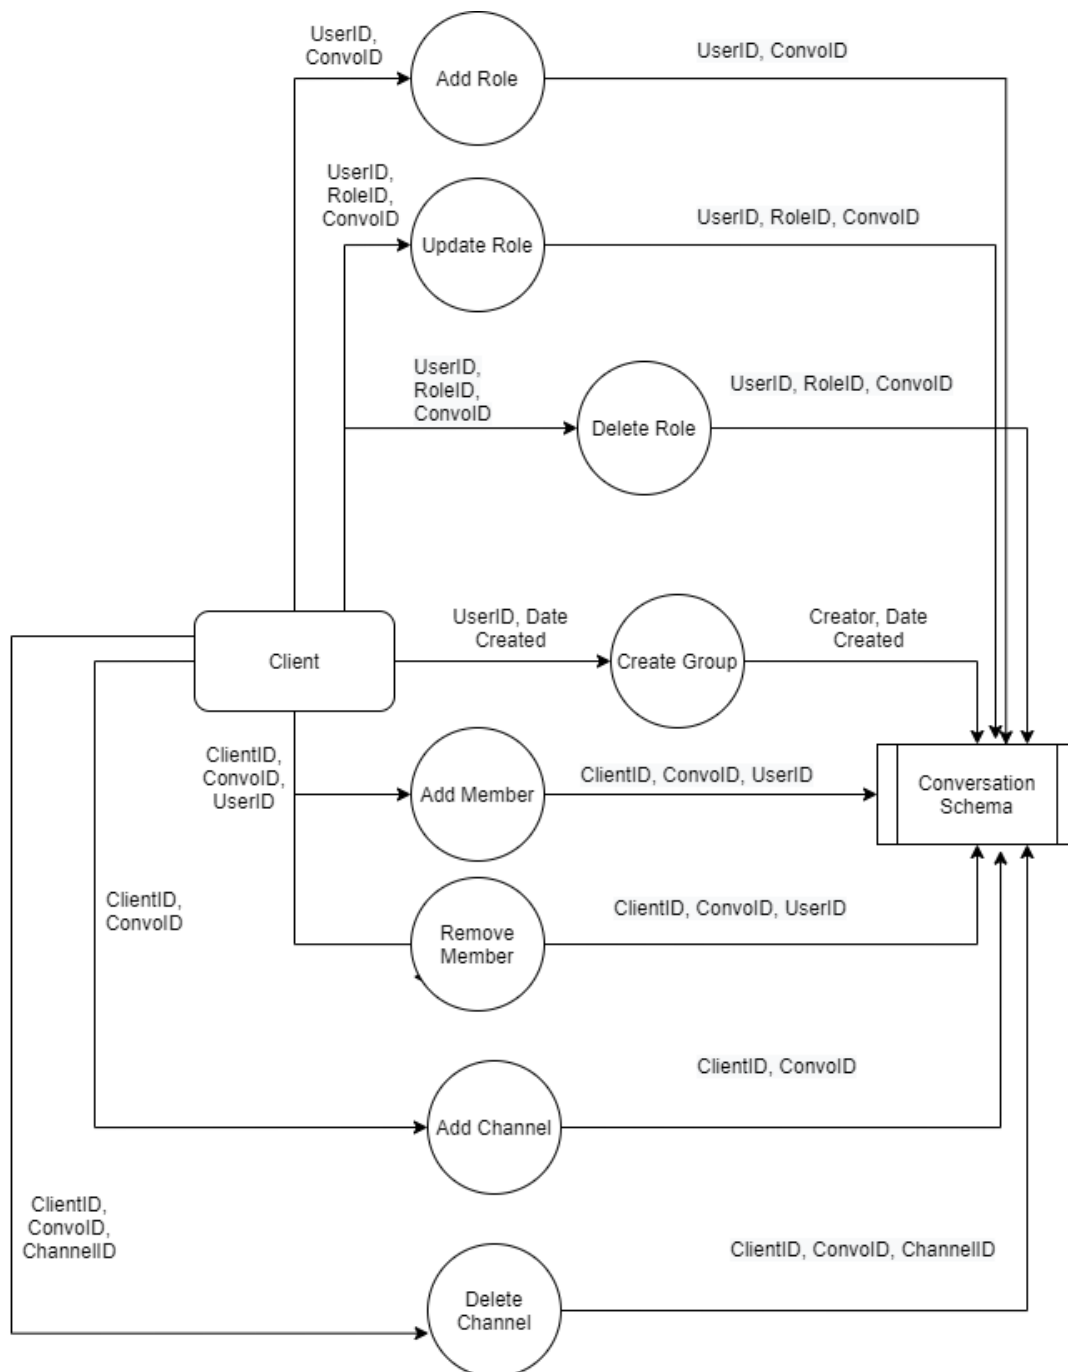 UserID,
ConvoID
Add Role
UserID, ConvoID
UserID,
RoleID,
ConvoID
Update Role
UserID, RoleID, ConvoID
UserID,
RoleID,
ConvoID
Delete Role
UserID, RoleID, ConvoID
Client
UserID, Date
Created
Create Group
Creator, Date
Created
ClientID,
ConvoID,
UserID
Add Member
ClientID, ConvoID, UserID
Conversation
Schema
ClientID,
ConvoID
Remove
Member
ClientID, ConvoID, UserID
Add Channel
ClientID, ConvoID
ClientID,
ConvoID,
ChannelID
Delete
Channel
ClientID, ConvoID, ChannelID